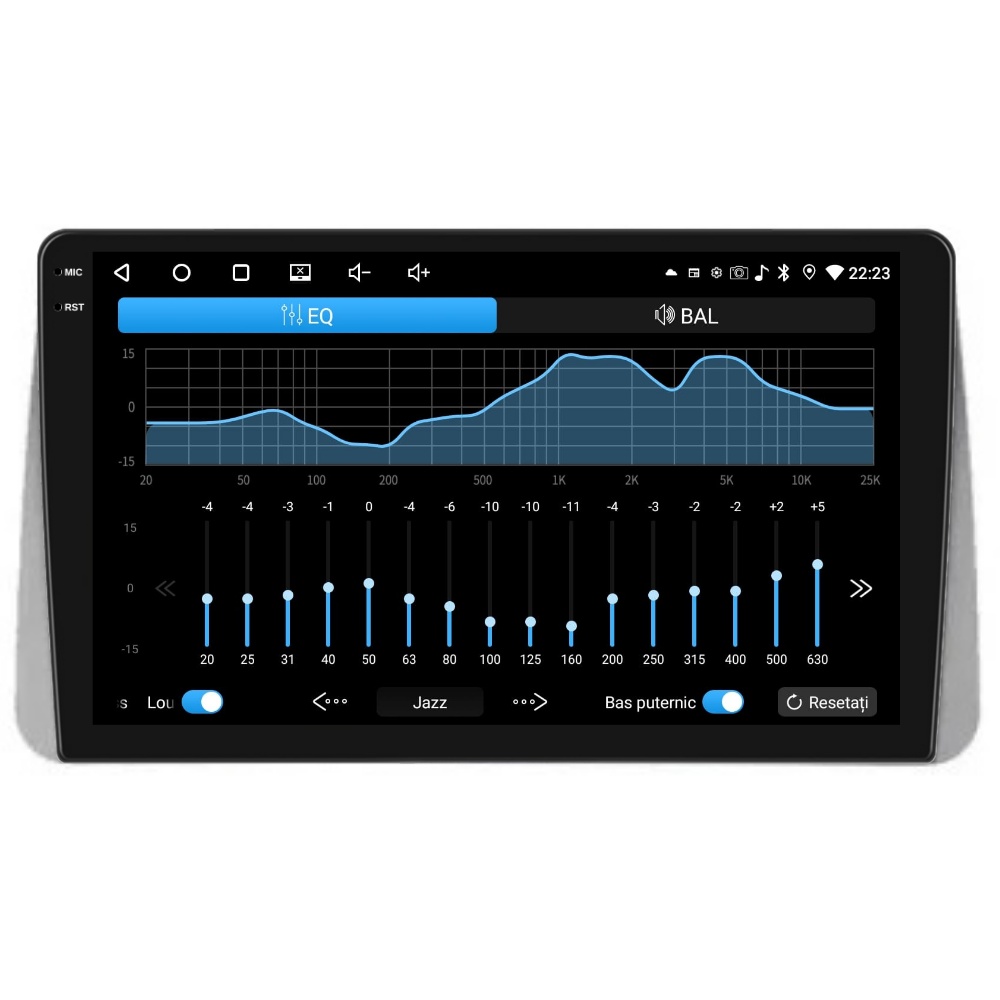 MIC
22:23
RST
EQ BAL
15
0
-15
20 50 100 200 500 1K 2K 5K 10K 25K
-4 -4 -3 -1 0 -4 -6 -10 -10 -11 -4 -3 -2 -2 +2 +5
15
0
-15
20 25 31 40 50 63 80 100 125 160 200 250 315 400 500 630
s Lou Jazz Bas puternic Resetați